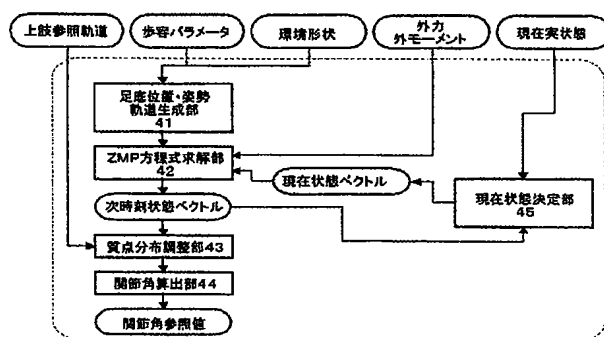 上肢参照軌道
歩容パラメータ
環境形状
外力
外モーメント
現在実状態
足底位置・姿勢
軌道生成部
41
ZMP方程式求解部
42
現在状態ベクトル
現在状態決定部
45
次時刻状態ベクトル
質点分布調整部43
関節角算出部44
関節角参照値